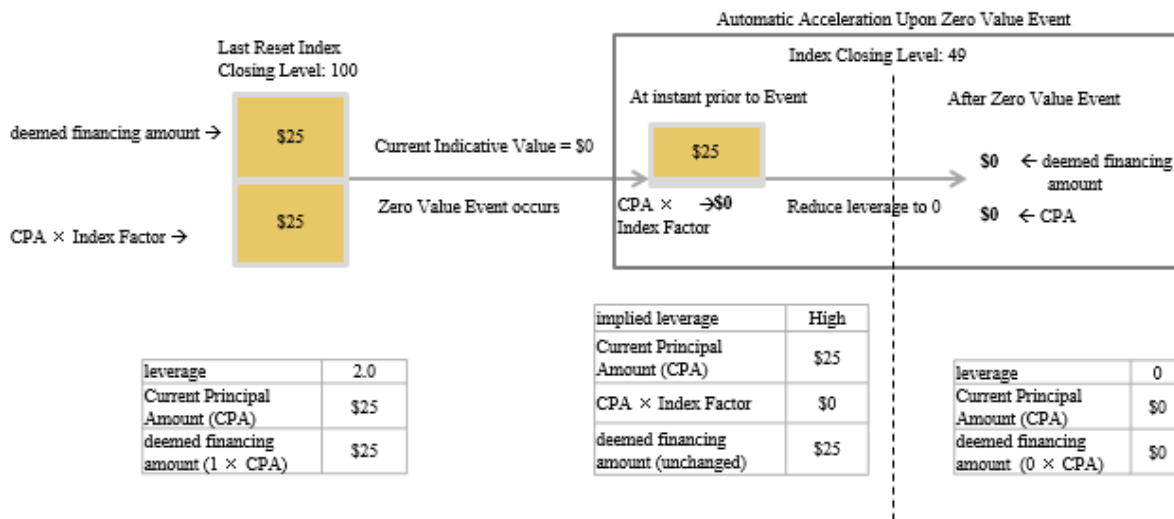 Automatic Acceleration Upon Zero Value Event
Last Reset Index
Closing Level: 100
Index Closing Level: 49
At instant prior to Event
After Zero Value Event
deemed financing amount →
$25
Current Indicative Value = $0
$25
$0 ← deemed financing
amount
Zero Value Event occurs
CPA × →$0
Index Factor
Reduce leverage to 0
$0 ← CPA
CPA × Index Factor →
$25
leverage 2.0
Current Principal
Amount (CPA) $25
deemed financing
amount (1 × CPA) $25
implied leverage High
Current Principal
Amount (CPA) $25
CPA × Index Factor $0
deemed financing
amount (unchanged) $25
leverage 0
Current Principal
Amount (CPA) $0
deemed financing
amount (0 × CPA) $0